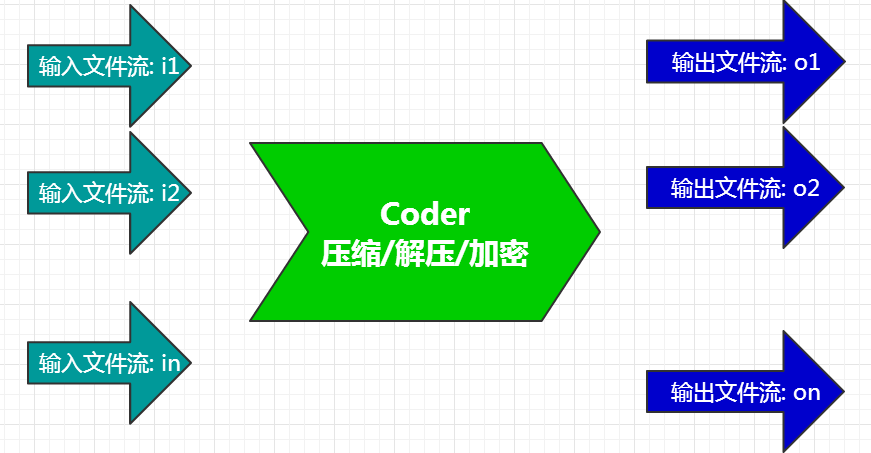 输入文件流: i1
输入文件流: i2
输入文件流: in
Coder
压缩/解压/加密
输出文件流: o1
输出文件流: o2
输出文件流: on